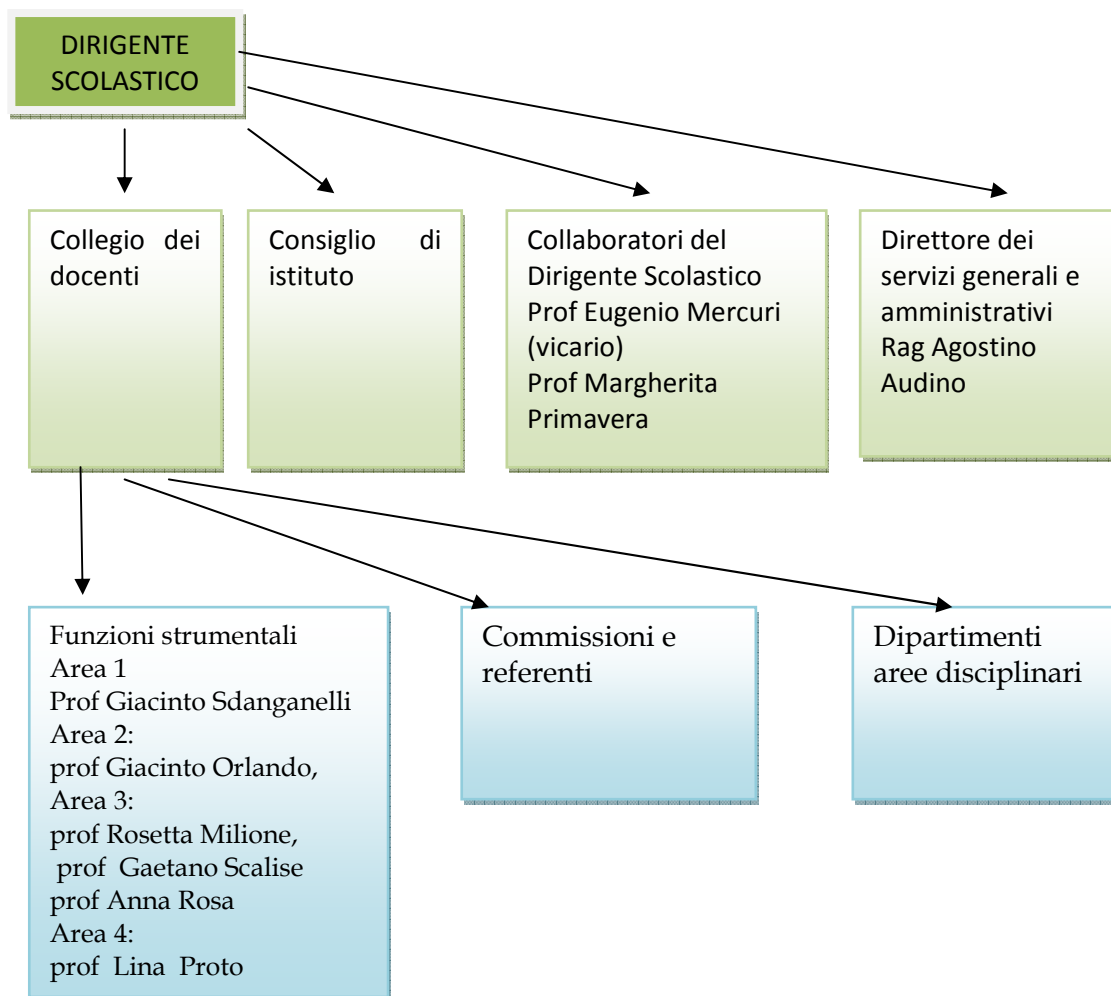 DIRIGENTE
SCOLASTICO
Collegio dei
docenti
Consiglio di
istituto
Collaboratori del
Dirigente Scolastico
Prof Eugenio Mercuri
(vicario)
Prof Margherita
Primavera
Direttore dei
servizi generali e
amministrativi
Rag Agostino
Audino
Funzioni strumentali
Area 1
Prof Giacinto Sdanganelli
Area 2:
prof Giacinto Orlando,
Area 3:
prof Rosetta Milione,
prof Gaetano Scalise
prof Anna Rosa
Area 4:
prof Lina Proto
Commissioni e
referenti
Dipartimenti
aree disciplinari